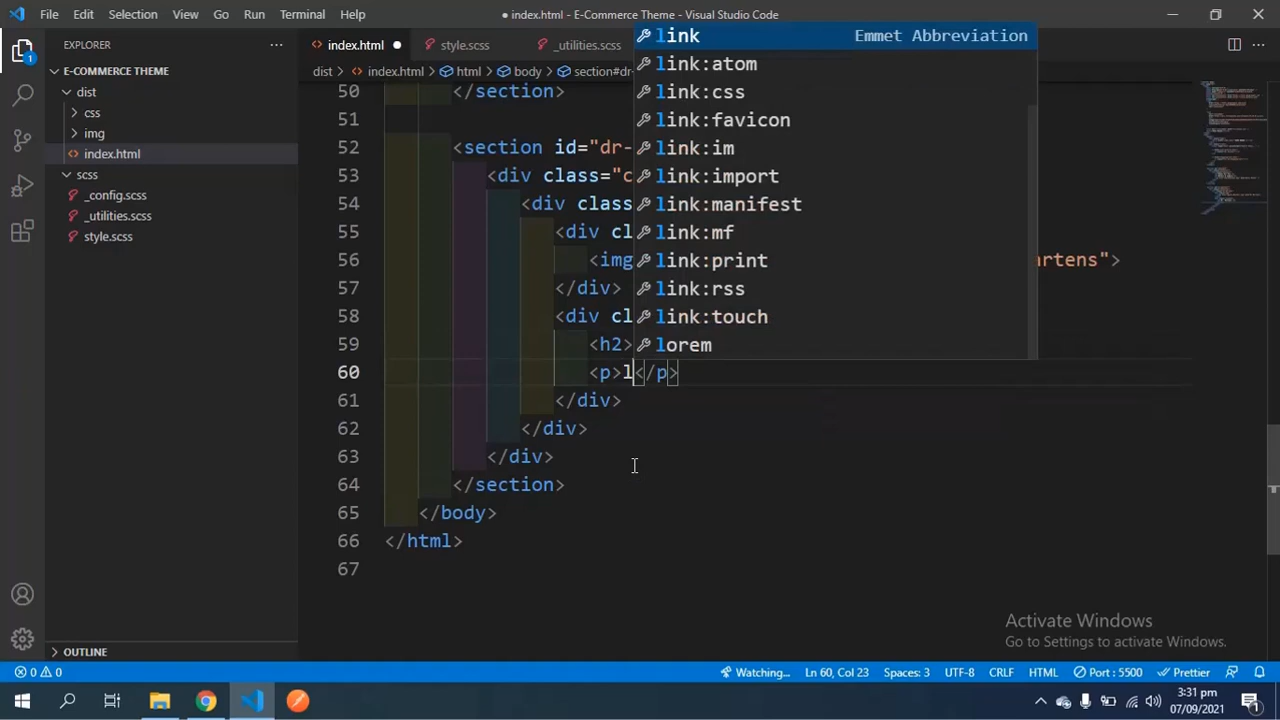 File Edit Selection View Go Run Terminal Help
● index.html - E-Commerce Theme - Visual Studio Code
EXPLORER
index.html ●
style.scss
_utilities.scss
E-COMMERCE THEME
dist > index.html > html > body > section#dr-
dist
css
img
index.html
scss
_config.scss
_utilities.scss
style.scss
OUTLINE
link Emmet Abbreviation
link:atom
link:css
link:favicon
link:im
link:import
link:manifest
link:mf
link:print
link:rss
link:touch
lorem
50 </section>
51
52 <section id="dr-
53 <div class="c
54 <div class
55 <div cl
56 <img artens">
57 </div>
58 <div cl
59 <h2>
60 <p>l</p>
61 </div>
62 </div>
63 </div>
64 </section>
65 </body>
66 </html>
67
Activate Windows
Go to Settings to activate Windows.
0 0 Watching... Ln 60, Col 23 Spaces: 3 UTF-8 CRLF HTML Port : 5500 Prettier
3:31 pm
07/09/2021
1
1